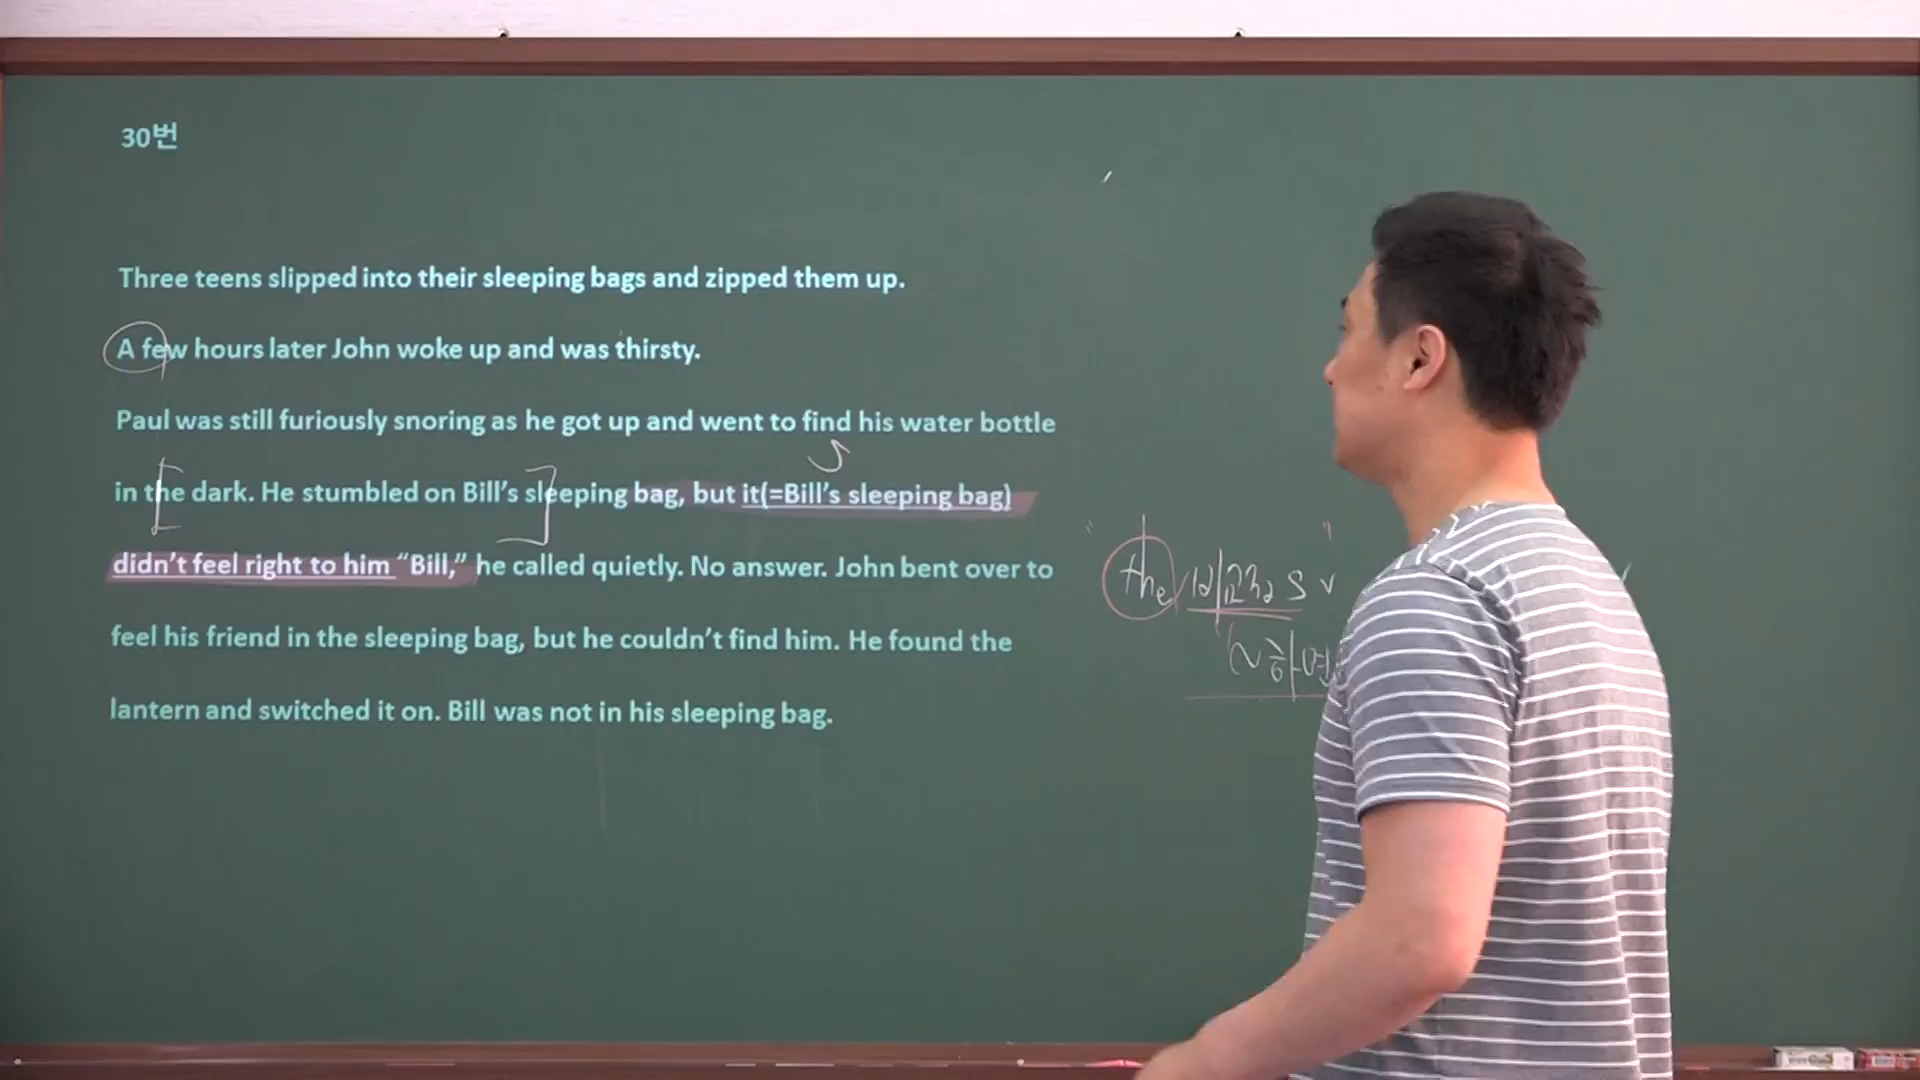 30번
Three teens slipped into their sleeping bags and zipped them up.
A few hours later John woke up and was thirsty.
Paul was still furiously snoring as he got up and went to find his water bottle
in the dark. He stumbled on Bill’s sleeping bag, but it(=Bill’s sleeping bag)
didn’t feel right to him “Bill,” he called quietly. No answer. John bent over to
feel his friend in the sleeping bag, but he couldn’t find him. He found the
lantern and switched it on. Bill was not in his sleeping bag.
the 비교급 S V